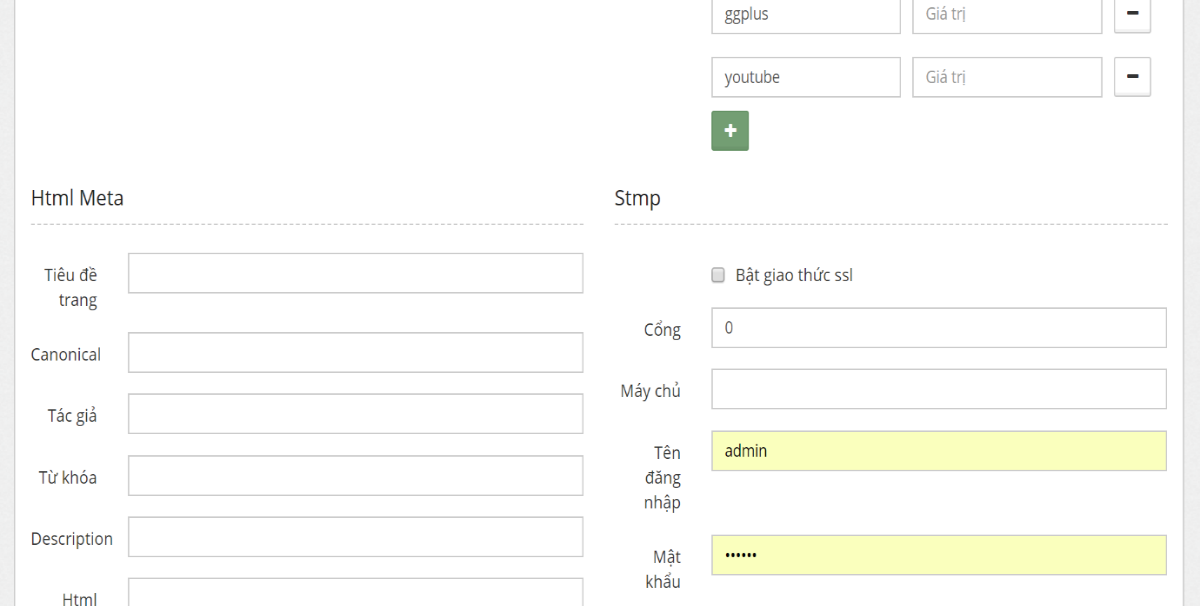 ggplus Giá trị
youtube Giá trị
Html Meta
Tiêu đề
trang
Canonical
Tác giả
Từ khóa
Description
Html
Stmp
Bật giao thức ssl
Cổng 0
Máy chủ
Tên admin
đăng
nhập
Mật ••••••
khẩu